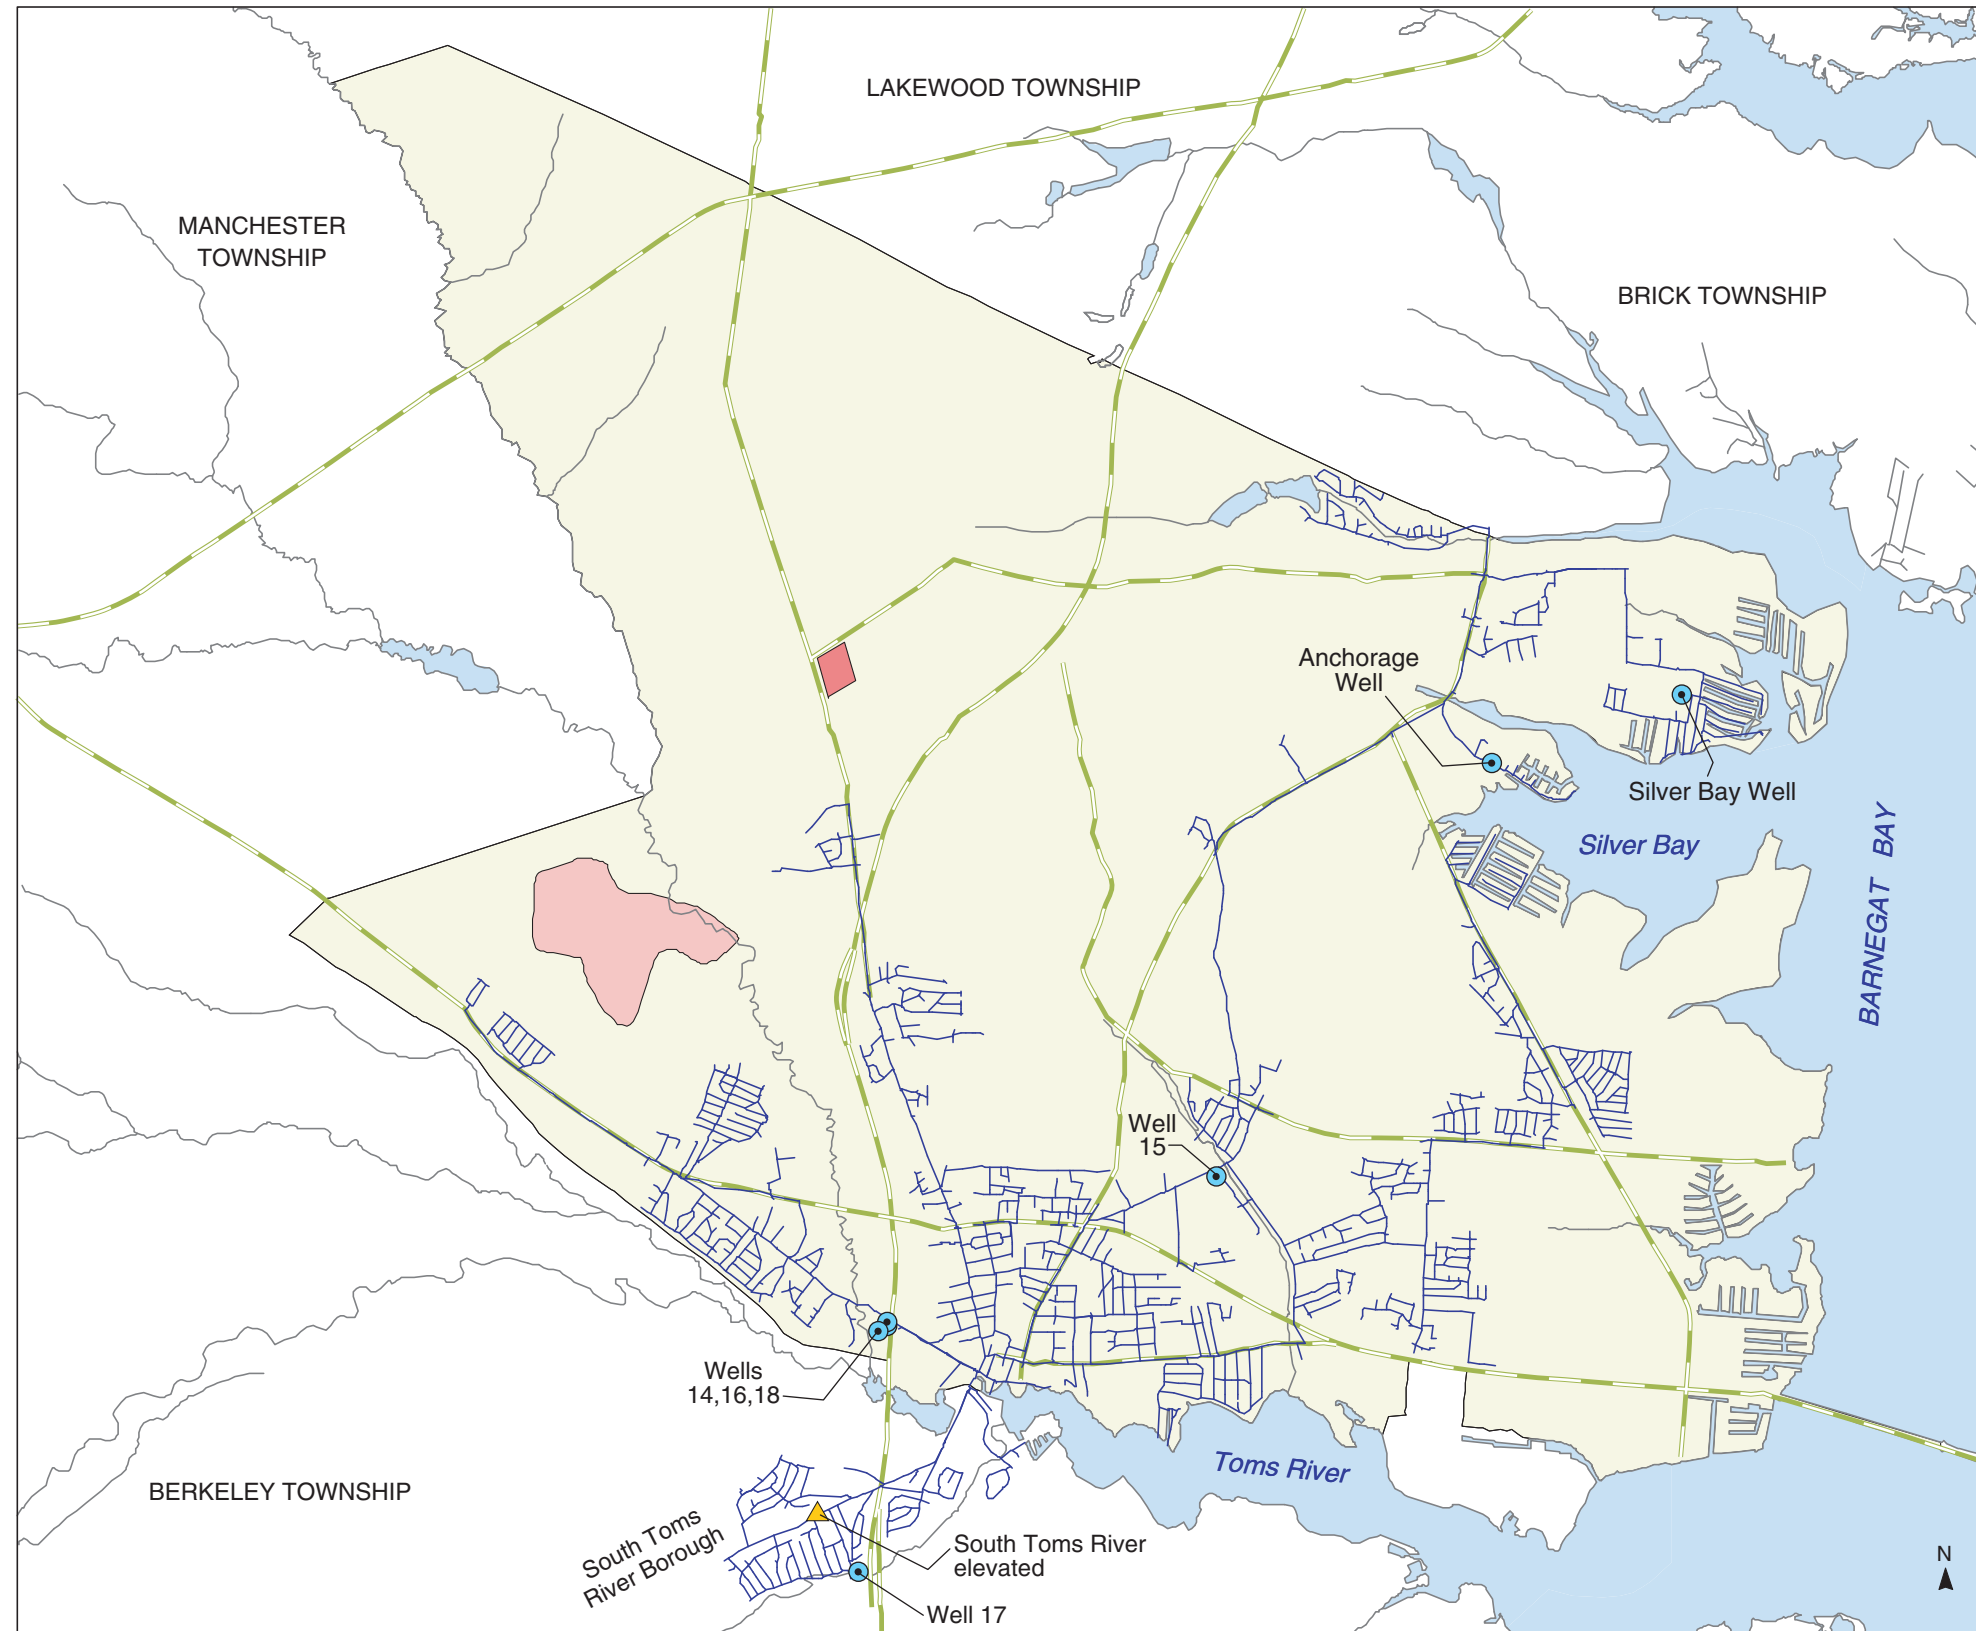 LAKEWOOD TOWNSHIP
MANCHESTER
TOWNSHIP
BRICK TOWNSHIP
Anchorage
Well
Silver Bay Well
Silver Bay
BARNEGAT BAY
Well
15
Wells
14,16,18
Toms River
BERKELEY TOWNSHIP
South Toms
River Borough
South Toms River
elevated
Well 17
N